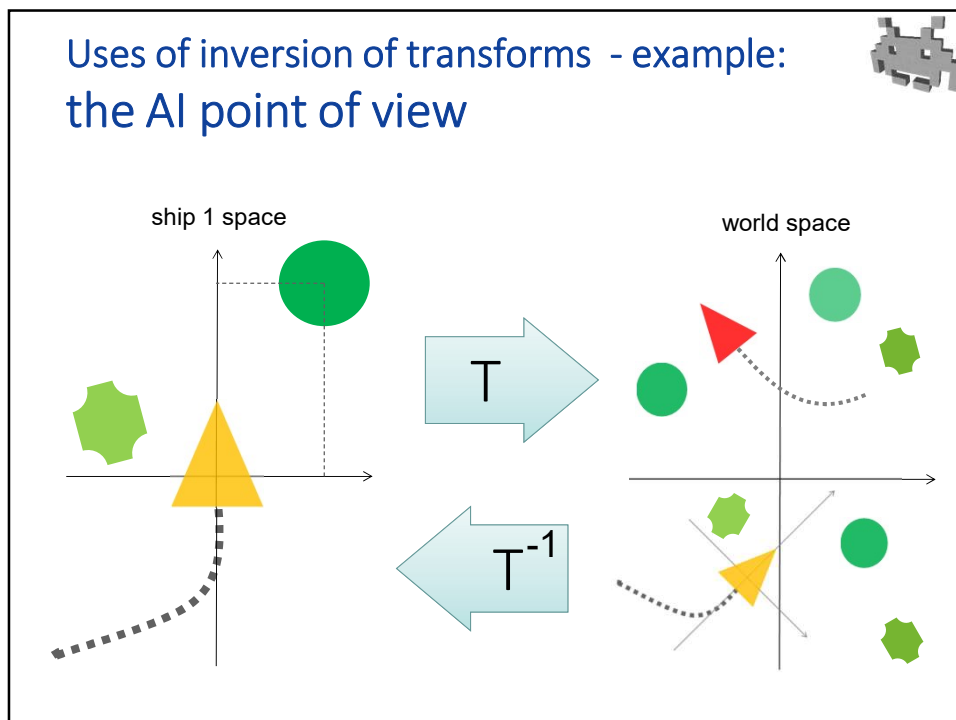 Uses of inversion of transforms - example:
the AI point of view
ship 1 space
world space
T
T-1